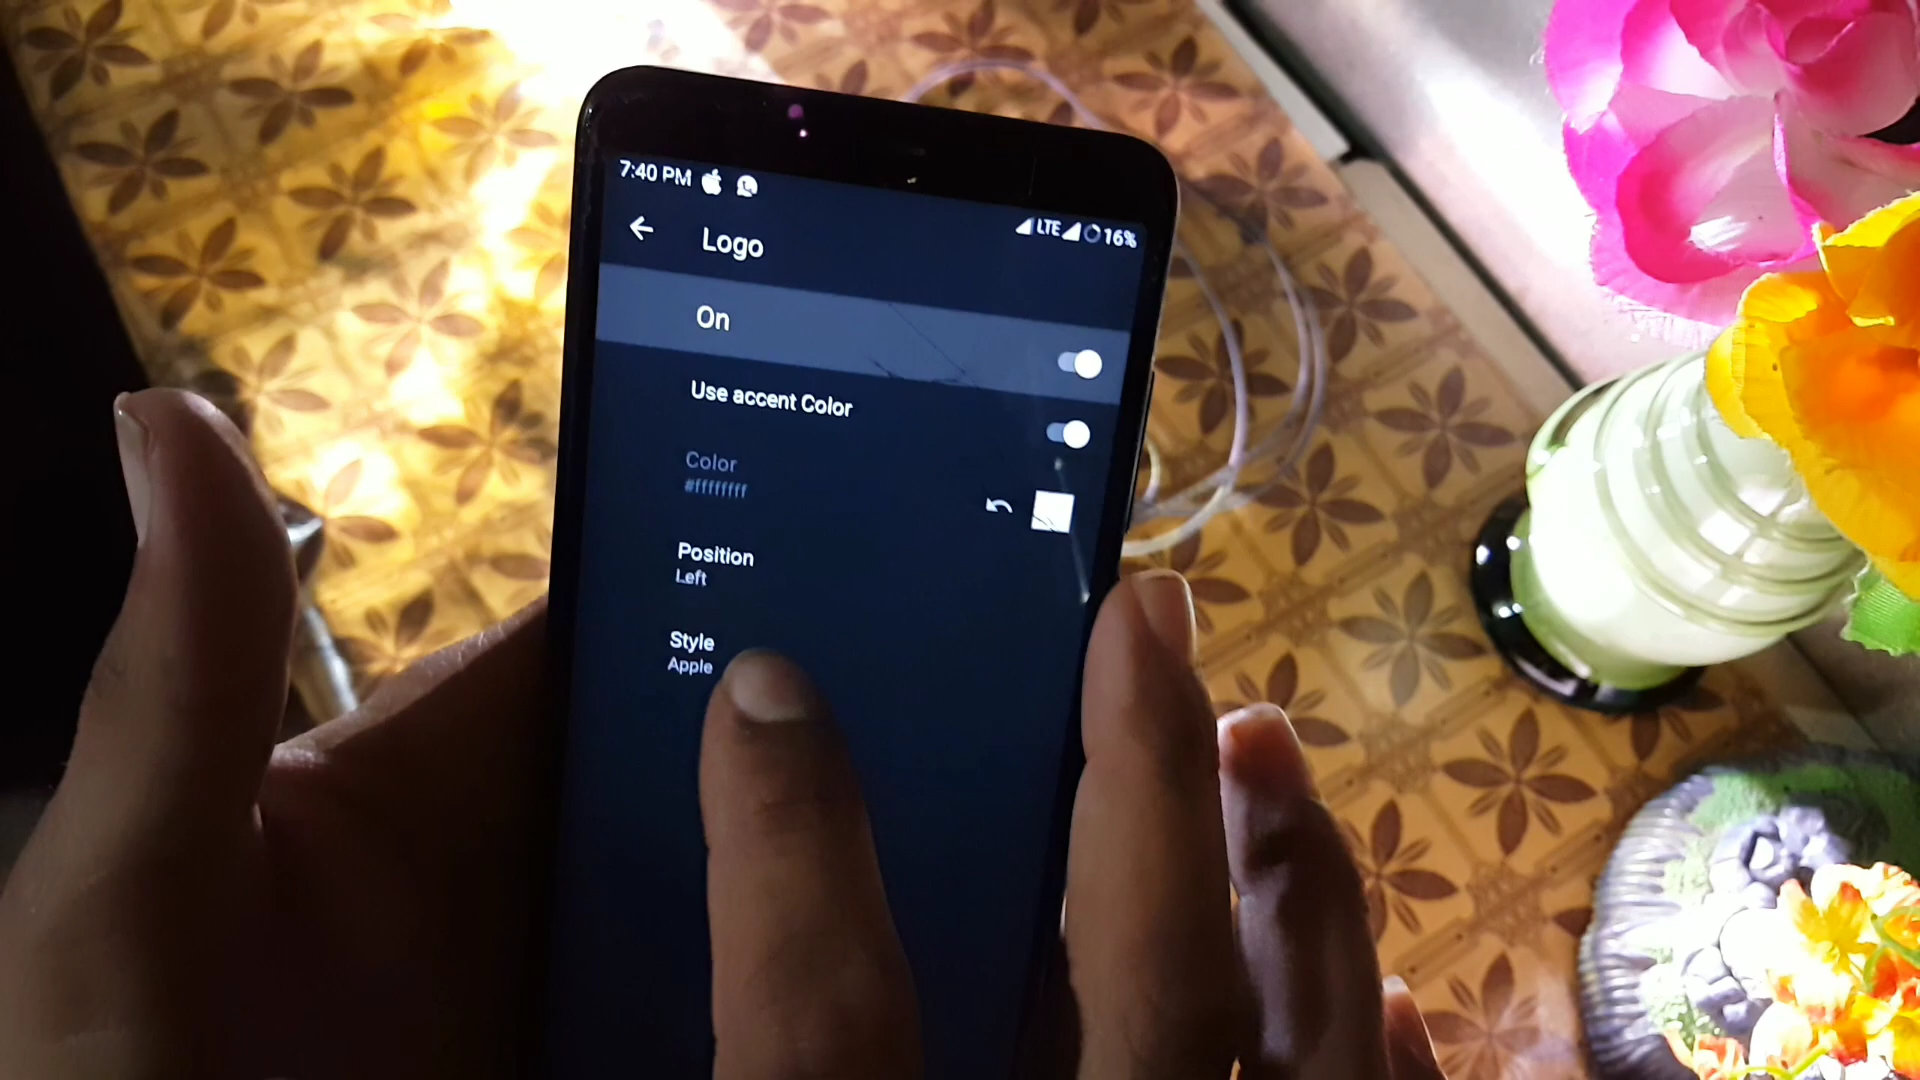 7:40 PM
LTE 16%
Logo
On
Use accent Color
Color
#ffffffff
Position
Left
Style
Apple